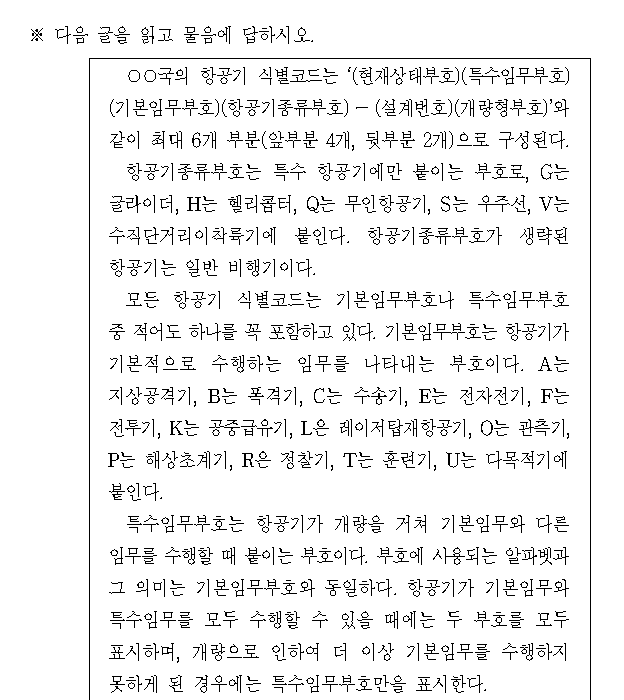 ※ 다음 글을 읽고 물음에 답하시오.
○○국의 항공기 식별코드는 ‘(현재상태부호)(특수임무부호)
(기본임무부호)(항공기종류부호) － (설계번호)(개량형부호)’와
같이 최대 6개 부분(앞부분 4개, 뒷부분 2개)으로 구성된다.
항공기종류부호는 특수 항공기에만 붙이는 부호로, G는
글라이더, H는 헬리콥터, Q는 무인항공기, S는 우주선, V는
수직단거리이착륙기에 붙인다. 항공기종류부호가 생략된
항공기는 일반 비행기이다.
모든 항공기 식별코드는 기본임무부호나 특수임무부호
중 적어도 하나를 꼭 포함하고 있다. 기본임무부호는 항공기가
기본적으로 수행하는 임무를 나타내는 부호이다. A는
지상공격기, B는 폭격기, C는 수송기, E는 전자전기, F는
전투기, K는 공중급유기, L은 레이저탑재항공기, O는 관측기,
P는 해상초계기, R은 정찰기, T는 훈련기, U는 다목적기에
붙인다.
특수임무부호는 항공기가 개량을 거쳐 기본임무와 다른
임무를 수행할 때 붙이는 부호이다. 부호에 사용되는 알파벳과
그 의미는 기본임무부호와 동일하다. 항공기가 기본임무와
특수임무를 모두 수행할 수 있을 때에는 두 부호를 모두
표시하며, 개량으로 인하여 더 이상 기본임무를 수행하지
못하게 된 경우에는 특수임무부호만을 표시한다.